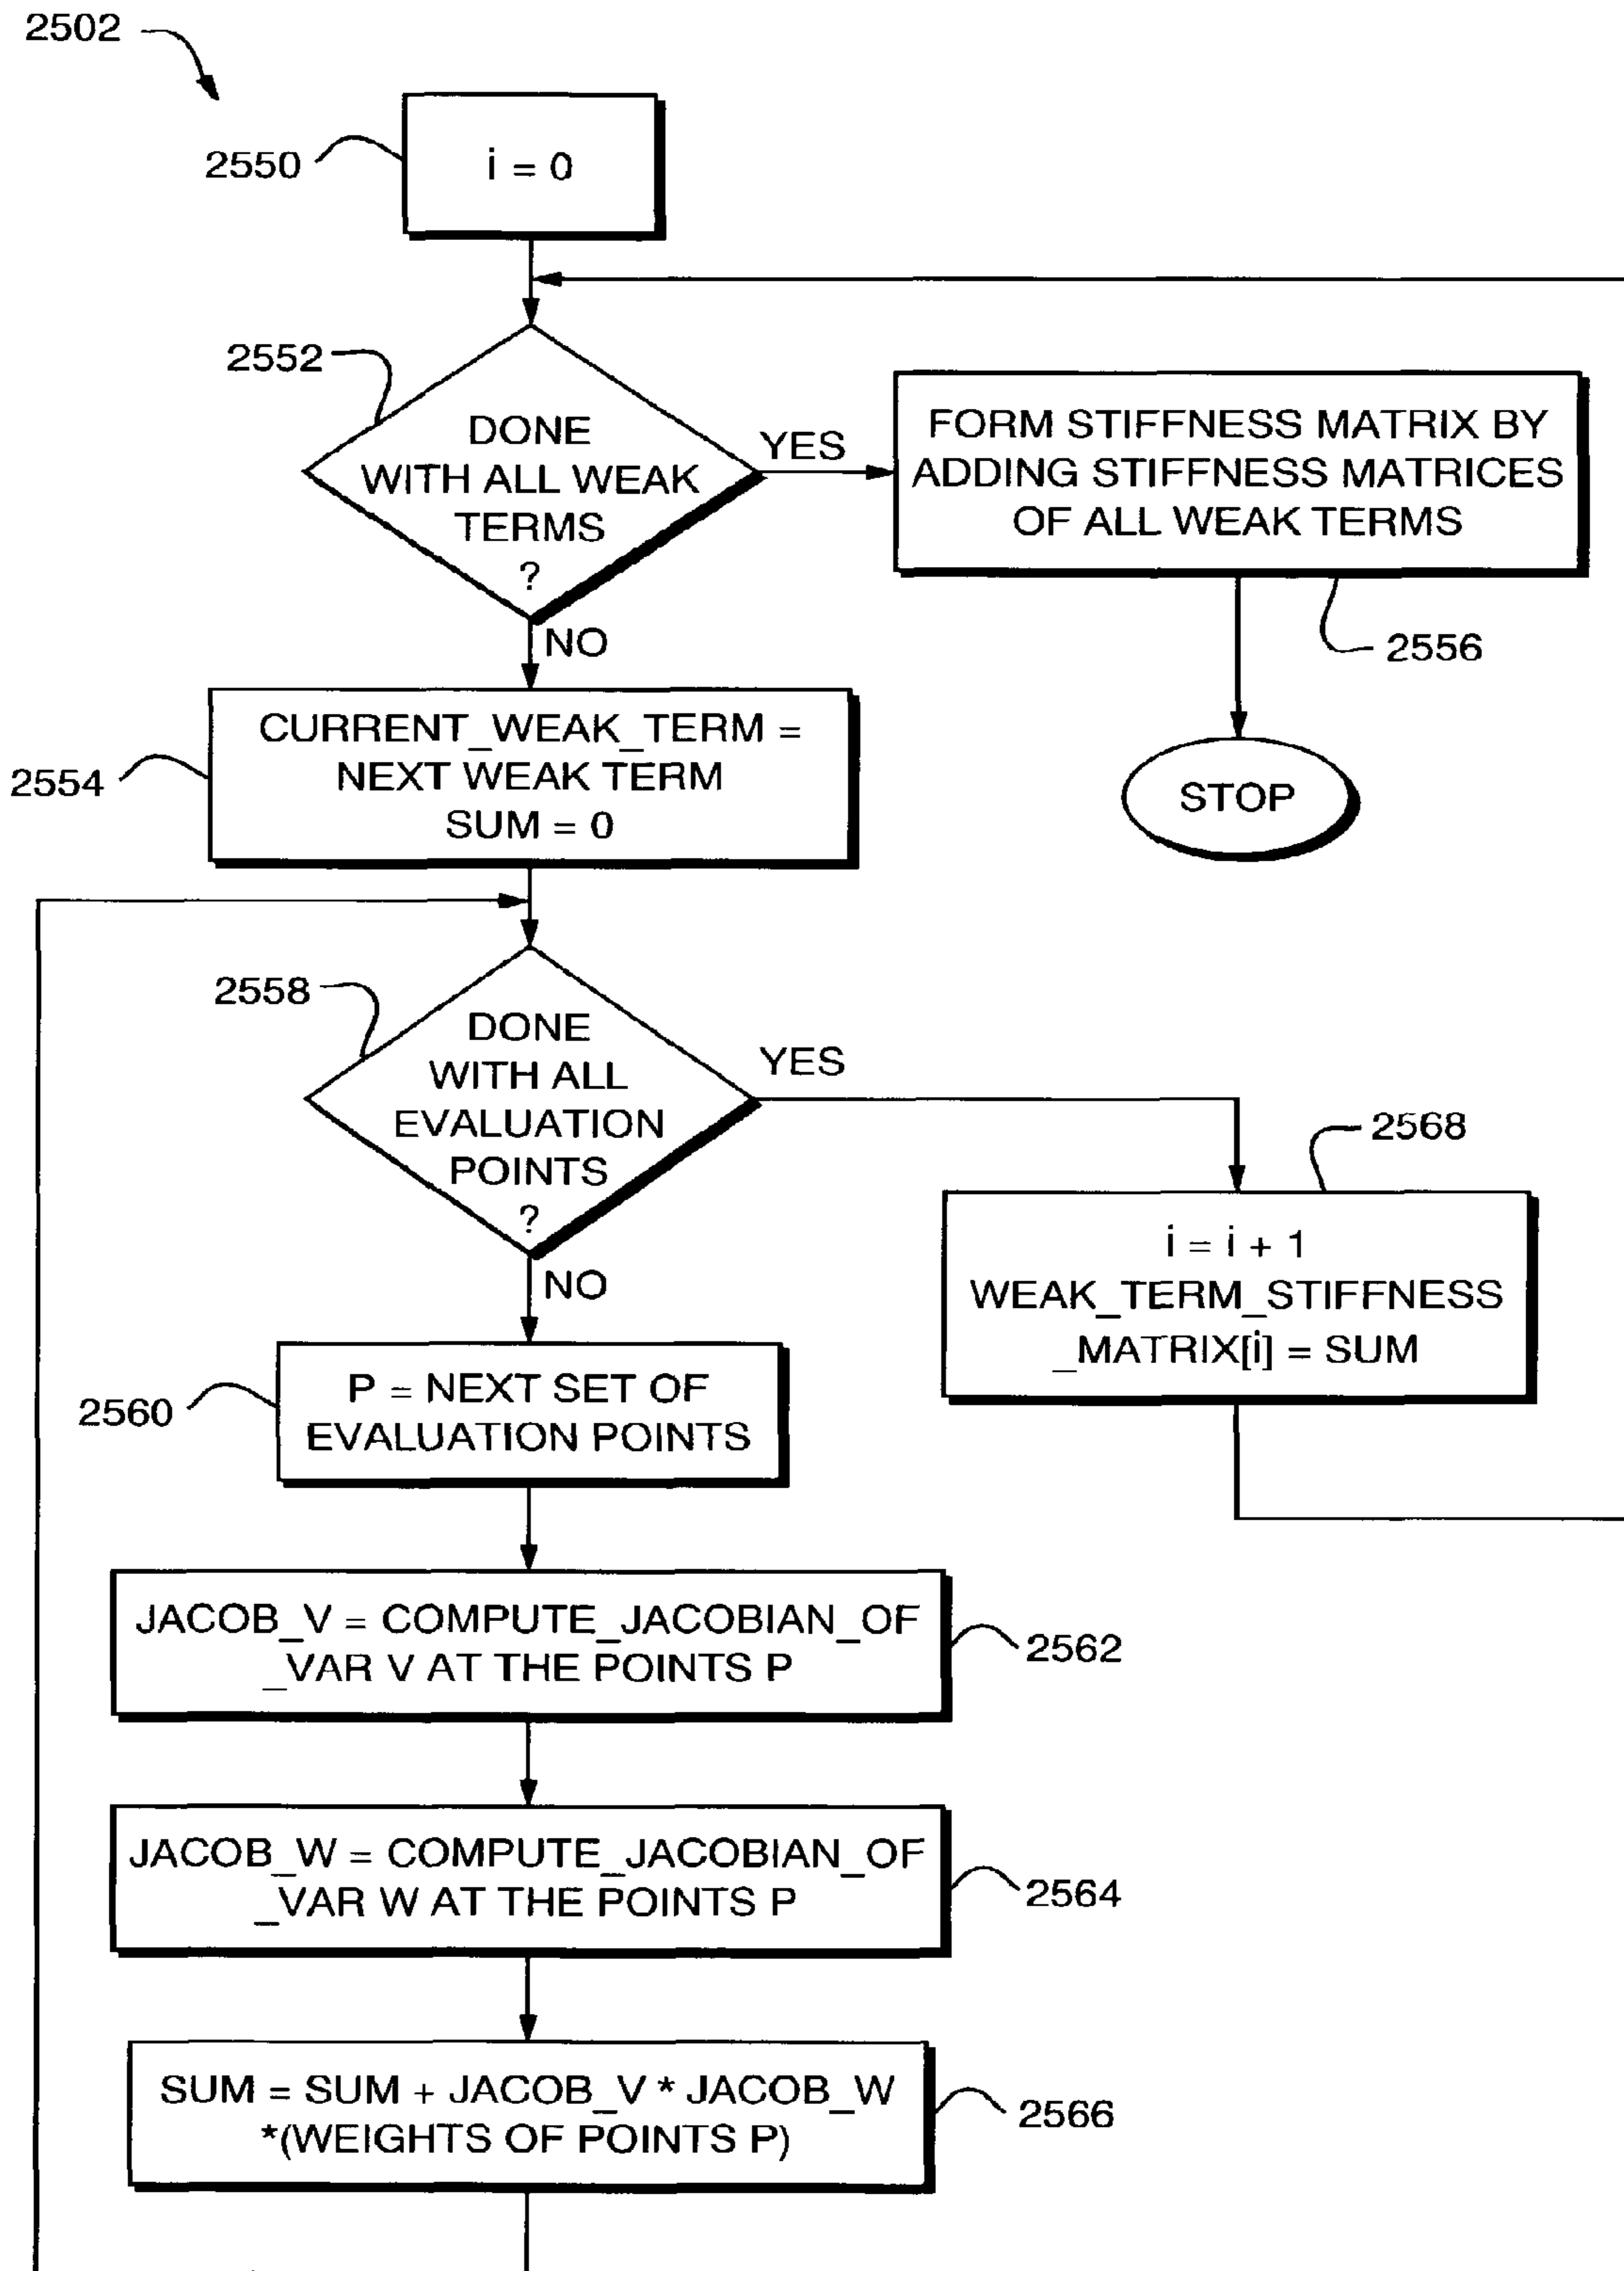 2502
2550
i = 0
2552
DONE
WITH ALL WEAK
TERMS
?
YES
FORM STIFFNESS MATRIX BY
ADDING STIFFNESS MATRICES
OF ALL WEAK TERMS
2556
STOP
NO
2554
CURRENT_WEAK_TERM =
NEXT WEAK TERM
SUM = 0
2558
DONE
WITH ALL
EVALUATION
POINTS
?
YES
2568
i = i + 1
WEAK_TERM_STIFFNESS
_MATRIX[i] = SUM
NO
2560
P = NEXT SET OF
EVALUATION POINTS
JACOB_V = COMPUTE_JACOBIAN_OF
_VAR V AT THE POINTS P
2562
JACOB_W = COMPUTE_JACOBIAN_OF
_VAR W AT THE POINTS P
2564
SUM = SUM + JACOB_V * JACOB_W
*(WEIGHTS OF POINTS P)
2566